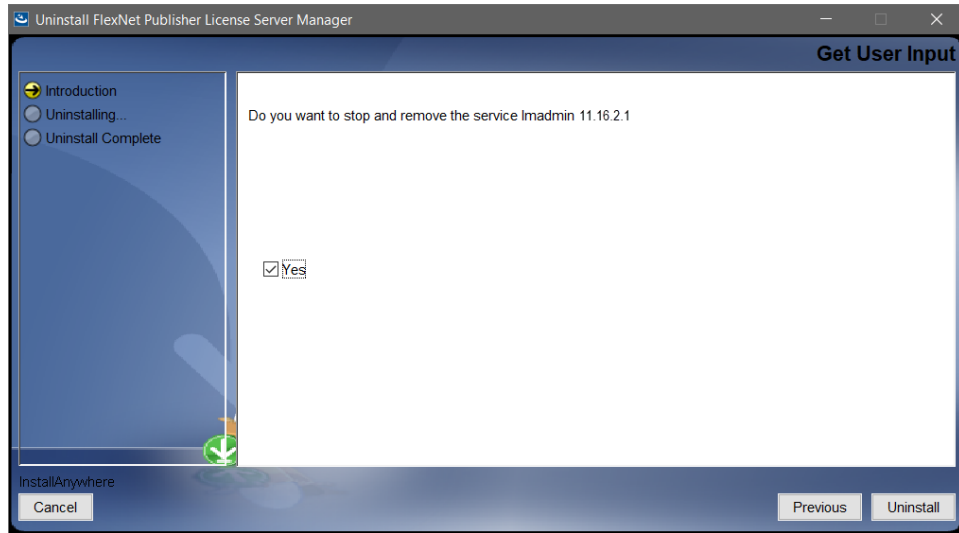 Uninstall FlexNet Publisher License Server Manager
Get User Input
Introduction
Uninstalling...
Uninstall Complete
Do you want to stop and remove the service lmadmin 11.16.2.1
Yes
InstallAnywhere
Cancel
Previous
Uninstall